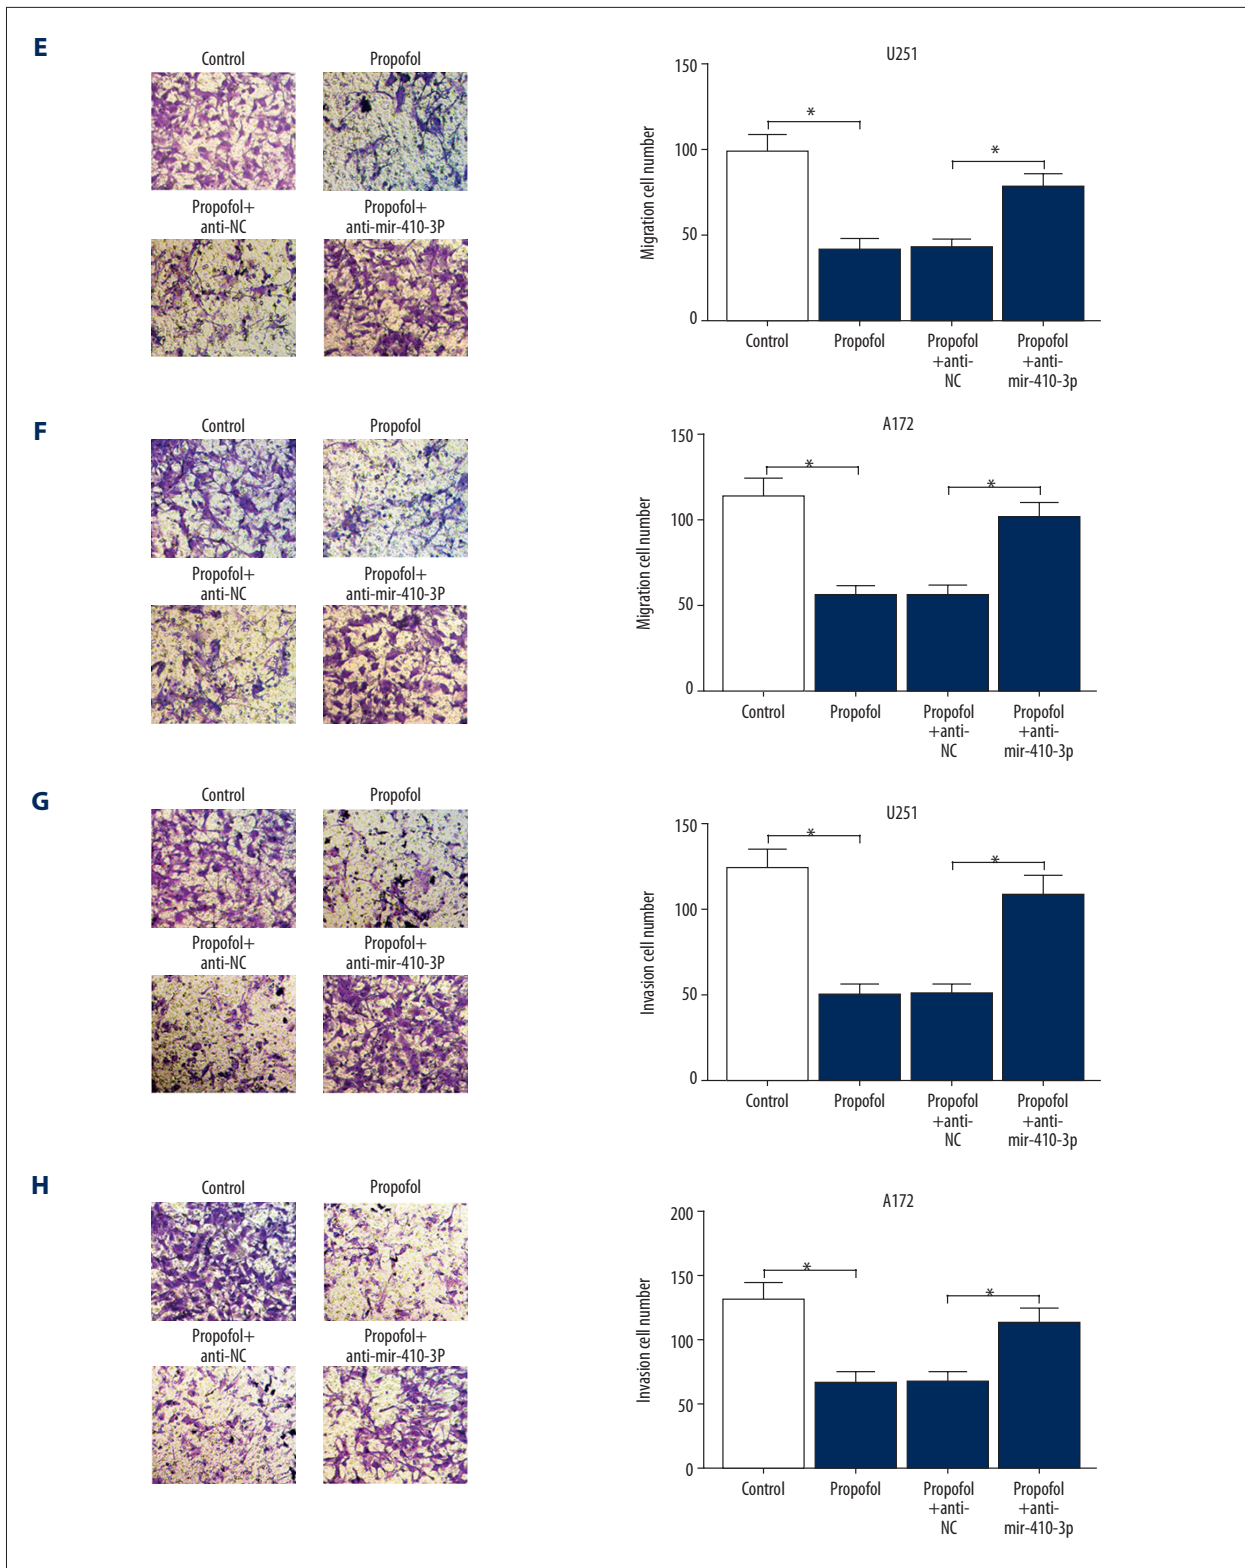 E
Control
Propofol
Propofol+
anti-NC
Propofol+
anti-mir-410-3P
U251
Migration cell number
150
100
50
0
*
*
Control
Propofol
Propofol
+anti-
NC
Propofol
+anti-
mir-410-3p
F
Control
Propofol
Propofol+
anti-NC
Propofol+
anti-mir-410-3P
A172
Migration cell number
150
100
50
0
*
*
Control
Propofol
Propofol
+anti-
NC
Propofol
+anti-
mir-410-3p
G
Control
Propofol
Propofol+
anti-NC
Propofol+
anti-mir-410-3P
U251
Invasion cell number
150
100
50
0
*
*
Control
Propofol
Propofol
+anti-
NC
Propofol
+anti-
mir-410-3p
H
Control
Propofol
Propofol+
anti-NC
Propofol+
anti-mir-410-3P
A172
Invasion cell number
200
150
100
50
0
*
*
Control
Propofol
Propofol
+anti-
NC
Propofol
+anti-
mir-410-3p